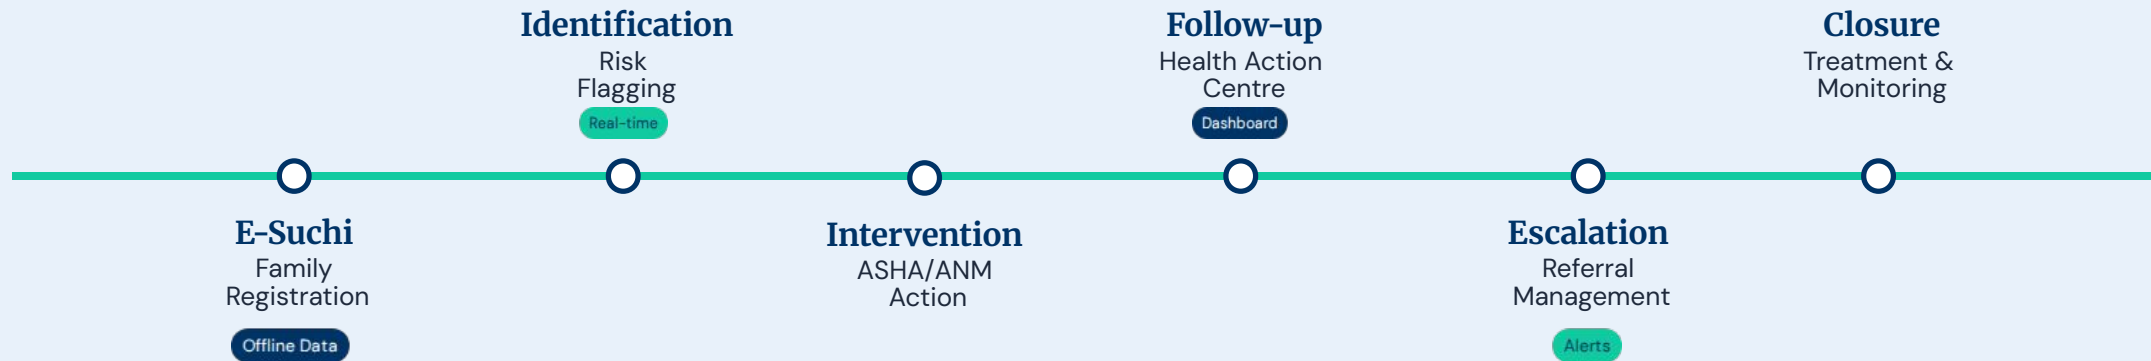 E-Suchi
Family
Registration
Offline Data
Identification
Risk
Flagging
Real-time
Intervention
ASHA/ANM
Action
Follow-up
Health Action
Centre
Dashboard
Escalation
Referral
Management
Alerts
Closure
Treatment &
Monitoring